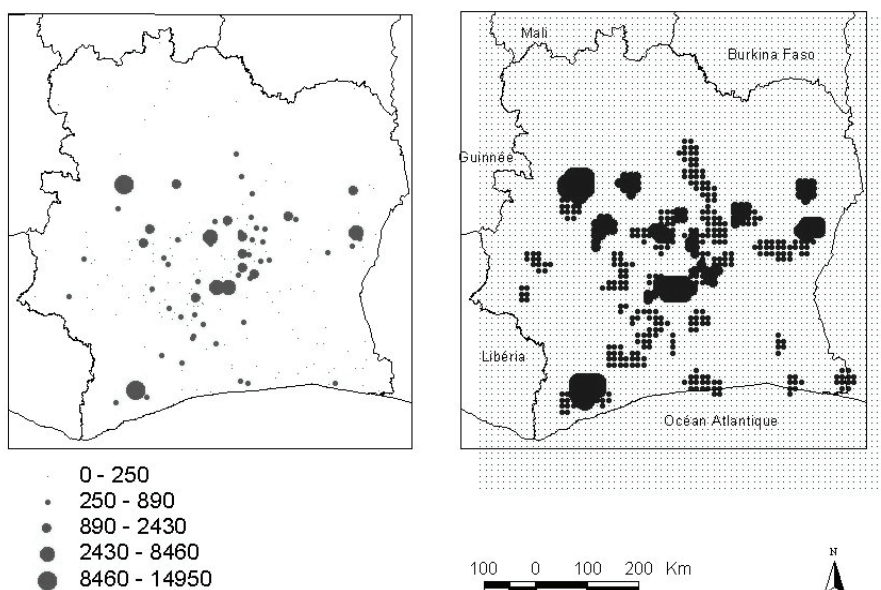 Mali
Burkina Faso
Guinnée
Libéria
Océan Atlantique
0 - 250
250 - 890
890 - 2430
2430 - 8460
8460 - 14950
100 0 100 200 Km
N